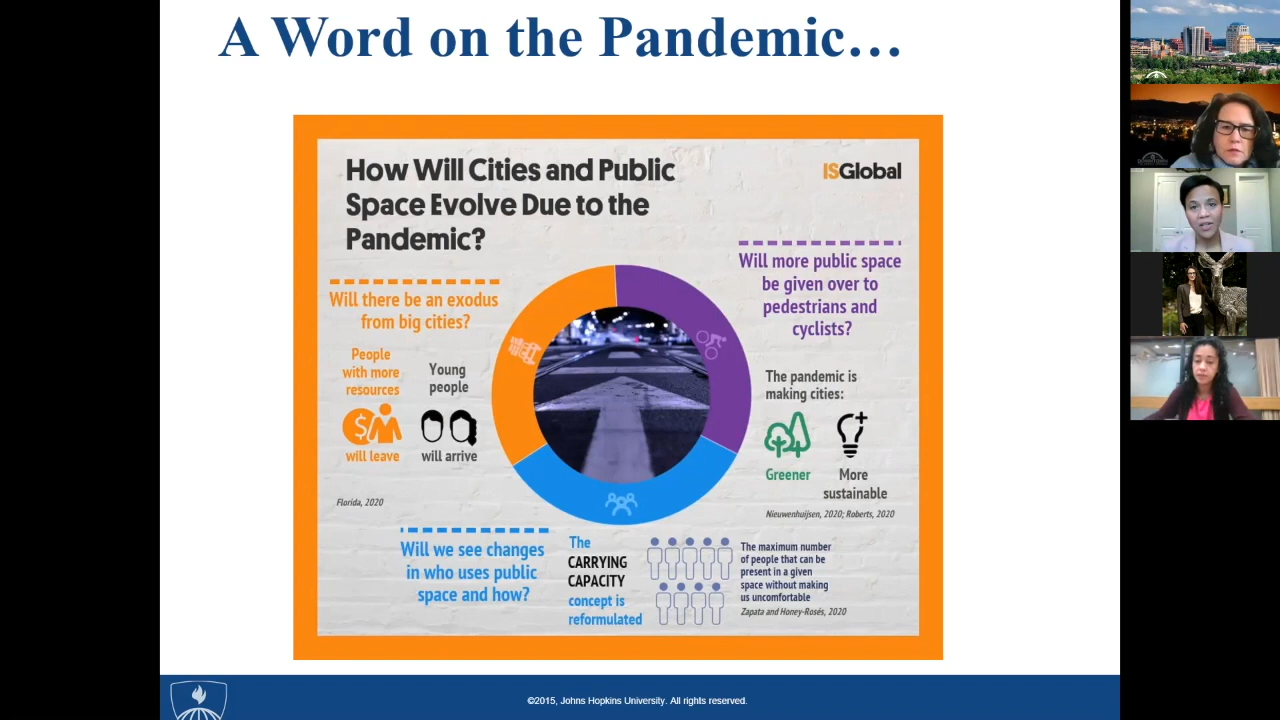 A Word on the Pandemic…
How Will Cities and Public
Space Evolve Due to the
Pandemic?
ISGlobal
Will there be an exodus
from big cities?
People
with more
resources
will leave
Young
people
will arrive
Florida, 2020
Will more public space
be given over to
pedestrians and
cyclists?
The pandemic is
making cities:
Greener
More
sustainable
Nieuwenhuijsen, 2020; Roberts, 2020
Will we see changes
in who uses public
space and how?
The
CARRYING
CAPACITY
concept is
reformulated
The maximum number
of people that can be
present in a given
space without making
us uncomfortable
Zapata and Honey-Rosés, 2020
©2015, Johns Hopkins University. All rights reserved.